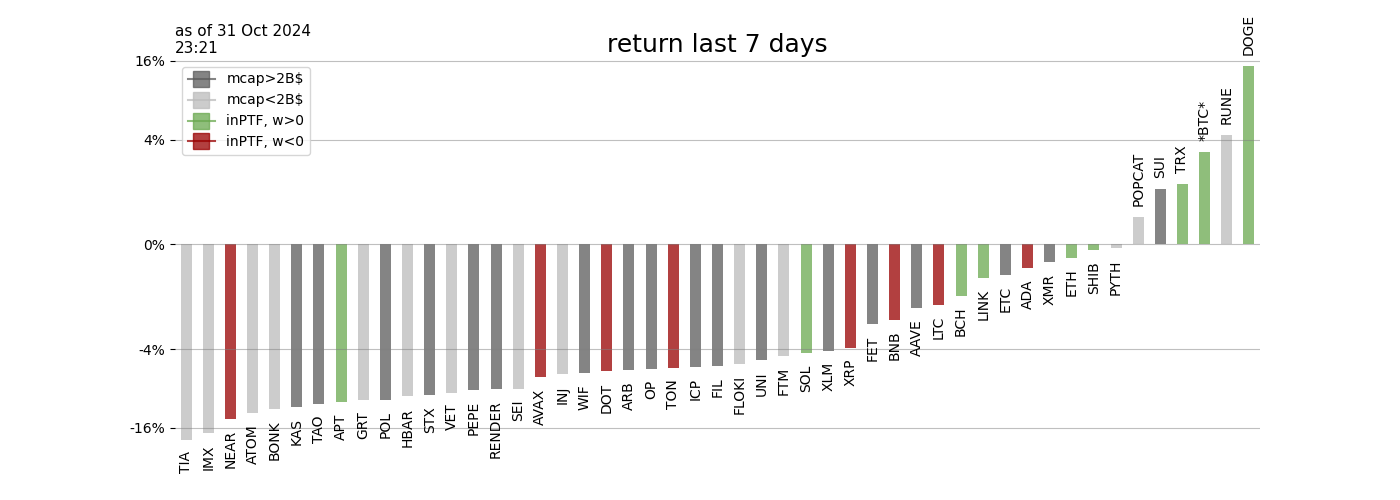 as of 31 Oct 2024
23:21
return last 7 days
mcap>2B$
mcap<2B$
inPTF, w>0
inPTF, w<0
16%
4%
0%
-4%
-16%
TIA
IMX
NEAR
ATOM
BONK
KAS
TAO
APT
GRT
POL
HBAR
STX
VET
PEPE
RENDER
SEI
AVAX
INJ
WIF
DOT
ARB
OP
TON
ICP
FIL
FLOKI
UNI
FTM
SOL
XLM
XRP
FET
BNB
AAVE
LTC
BCH
LINK
ETC
ADA
XMR
ETH
SHIB
PYTH
POPCAT
SUI
TRX
*BTC*
RUNE
DOGE